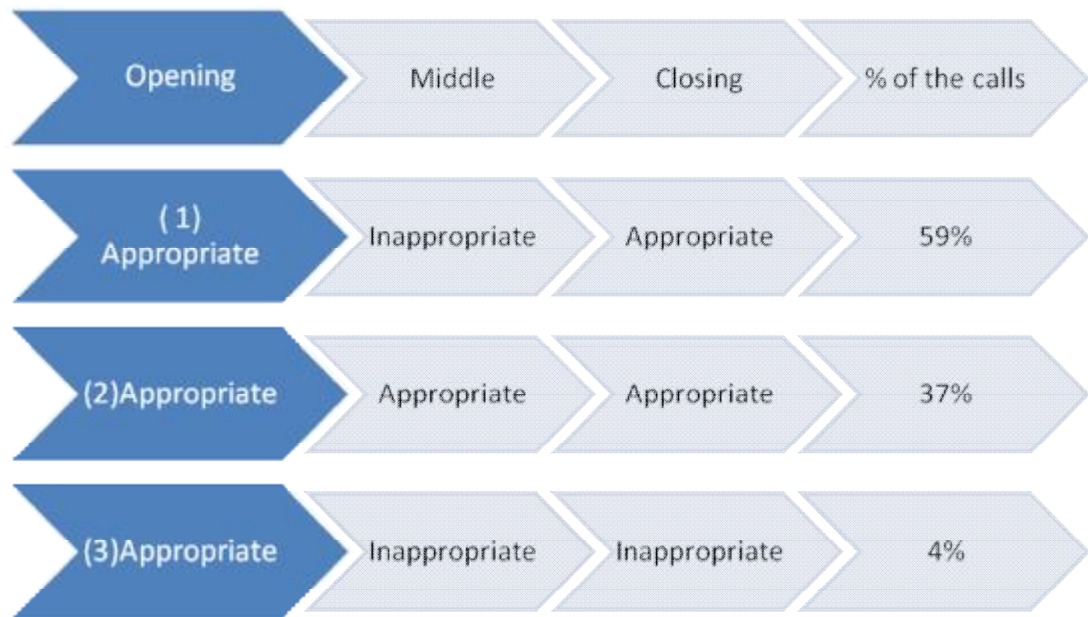 Opening
Middle
Closing
% of the calls
( 1)
Appropriate
Inappropriate
Appropriate
59%
(2)Appropriate
Appropriate
Appropriate
37%
(3)Appropriate
Inappropriate
Inappropriate
4%